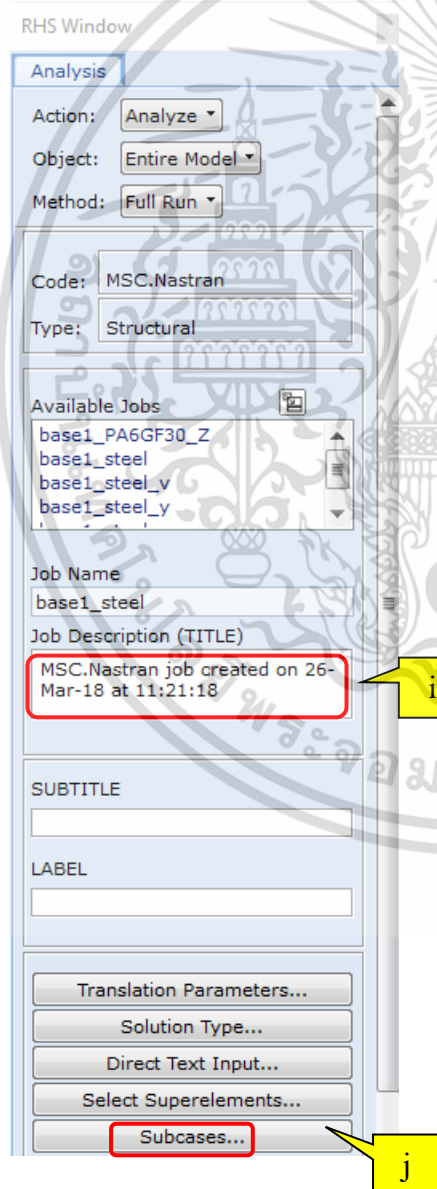 RHS Window
Analysis
Action: Analyze
Object: Entire Model
Method: Full Run
Code: MSC.Nastran
Type: Structural
Available Jobs
base1_PA6GF30_Z
base1_steel
base1_steel_v
base1_steel_y
Job Name
base1_steel
Job Description (TITLE)
MSC.Nastran job created on 26-
Mar-18 at 11:21:18
i
SUBTITLE
LABEL
Translation Parameters...
Solution Type...
Direct Text Input...
Select Superelements...
Subcases...
j